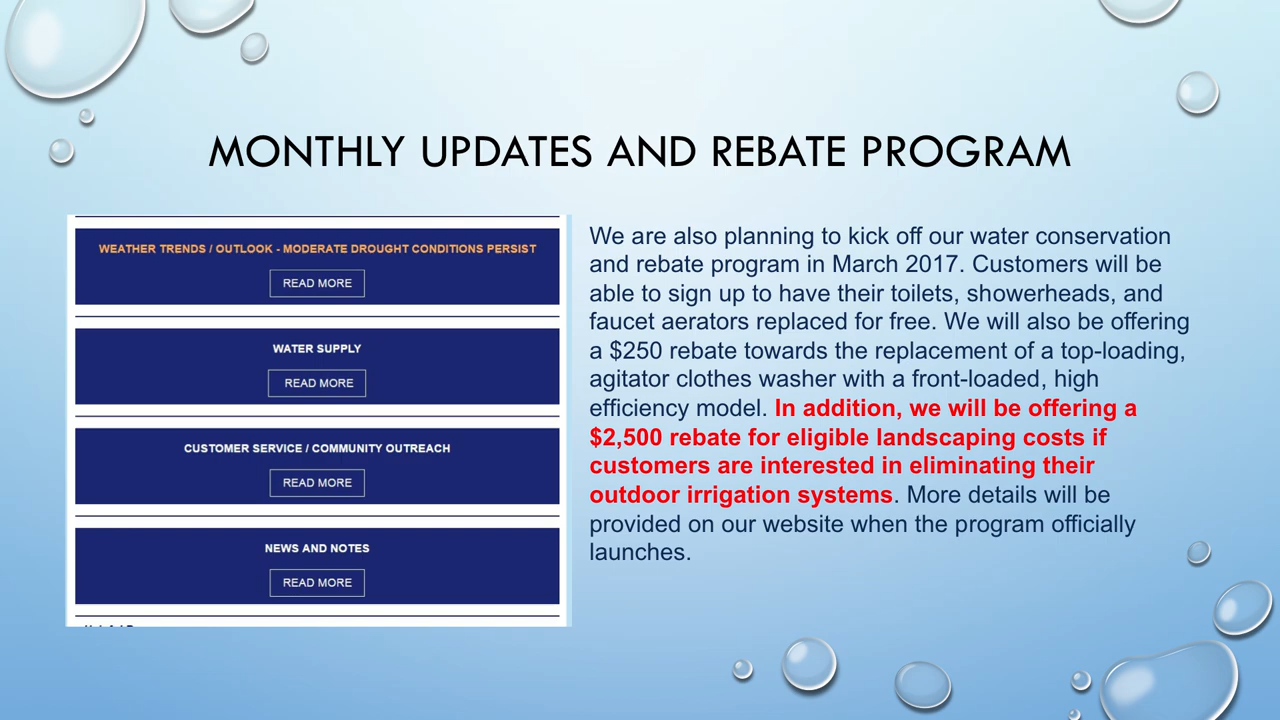 MONTHLY UPDATES AND REBATE PROGRAM
WEATHER TRENDS / OUTLOOK - MODERATE DROUGHT CONDITIONS PERSIST
READ MORE
WATER SUPPLY
READ MORE
CUSTOMER SERVICE / COMMUNITY OUTREACH
READ MORE
NEWS AND NOTES
READ MORE
We are also planning to kick off our water conservation
and rebate program in March 2017. Customers will be
able to sign up to have their toilets, showerheads, and
faucet aerators replaced for free. We will also be offering
a $250 rebate towards the replacement of a top-loading,
agitator clothes washer with a front-loaded, high
efficiency model. In addition, we will be offering a
$2,500 rebate for eligible landscaping costs if
customers are interested in eliminating their
outdoor irrigation systems. More details will be
provided on our website when the program officially
launches.